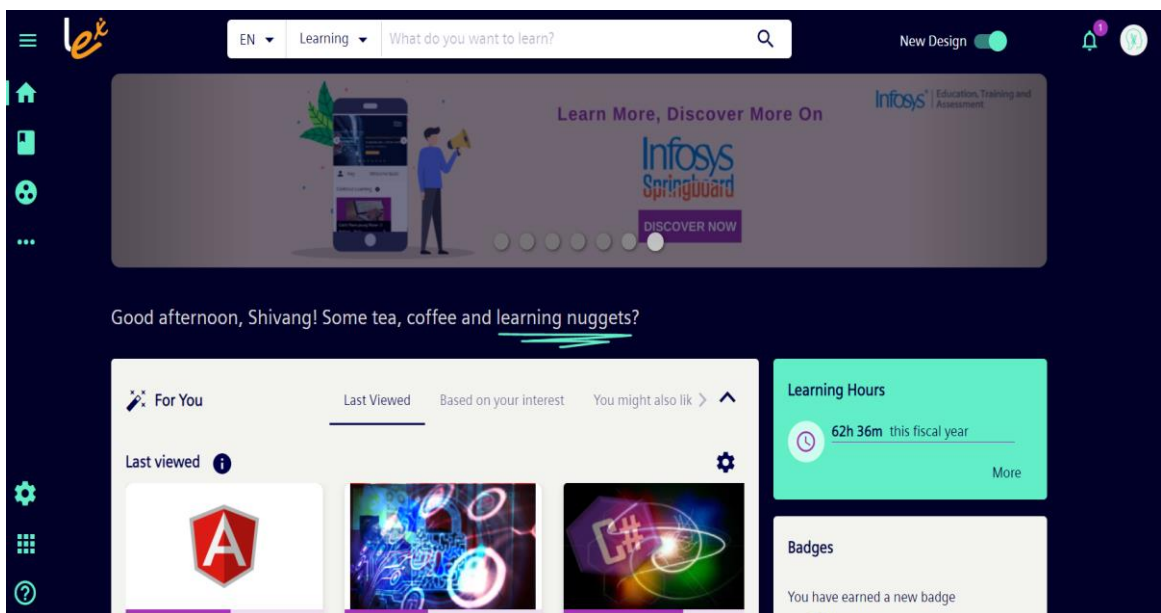 lex
EN
Learning
What do you want to learn?
New Design
1
Infosys | Education, Training and Assessment
Learn More, Discover More On
Infosys
Springboard
DISCOVER NOW
Good afternoon, Shivang! Some tea, coffee and learning nuggets?
For You
Last Viewed
Based on your interest
You might also lik
Learning Hours
62h 36m this fiscal year
More
Last viewed
C#
Badges
You have earned a new badge